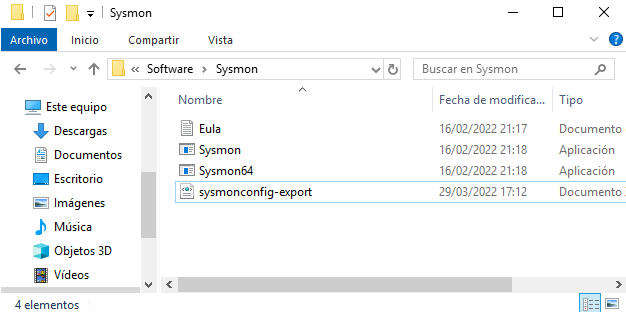 Sysmon
Archivo Inicio Compartir Vista
« Software › Sysmon Buscar en Sysmon
Este equipo
Descargas
Documentos
Escritorio
Imágenes
Música
Objetos 3D
Vídeos
Nombre Fecha de modifica... Tipo
Eula 16/02/2022 21:17 Documento
Sysmon 16/02/2022 21:18 Aplicación
Sysmon64 16/02/2022 21:18 Aplicación
sysmonconfig-export 29/03/2022 17:12 Documento
4 elementos